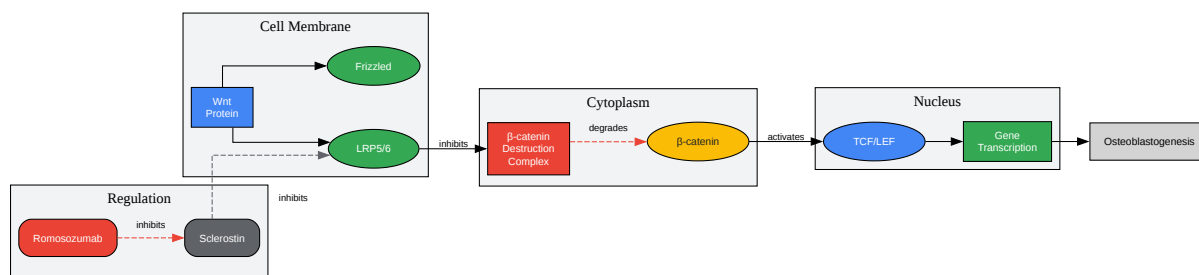 Cell Membrane
Frizzled
Wnt
Protein
LRP5/6
inhibits
Cytoplasm
β-catenin
Destruction
Complex
degrades
β-catenin
activates
Nucleus
TCF/LEF
Gene
Transcription
Osteoblastogenesis
Regulation
Romosozumab
inhibits
Sclerostin
inhibits